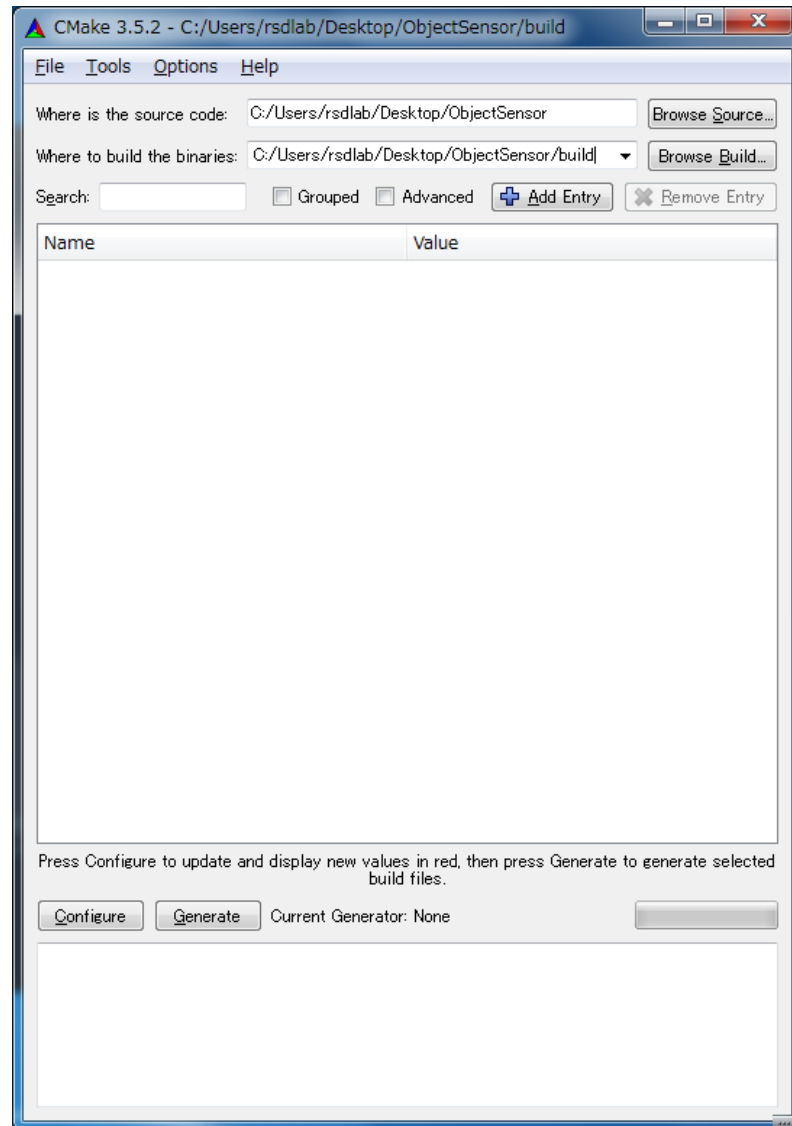 CMake 3.5.2 - C:/Users/rsdlab/Desktop/ObjectSensor/build
File Tools Options Help
Where is the source code: C:/Users/rsdlab/Desktop/ObjectSensor Browse Source...
Where to build the binaries: C:/Users/rsdlab/Desktop/ObjectSensor/build Browse Build...
Search: Grouped Advanced Add Entry Remove Entry
Name Value
Press Configure to update and display new values in red, then press Generate to generate selected
build files.
Configure Generate Current Generator: None